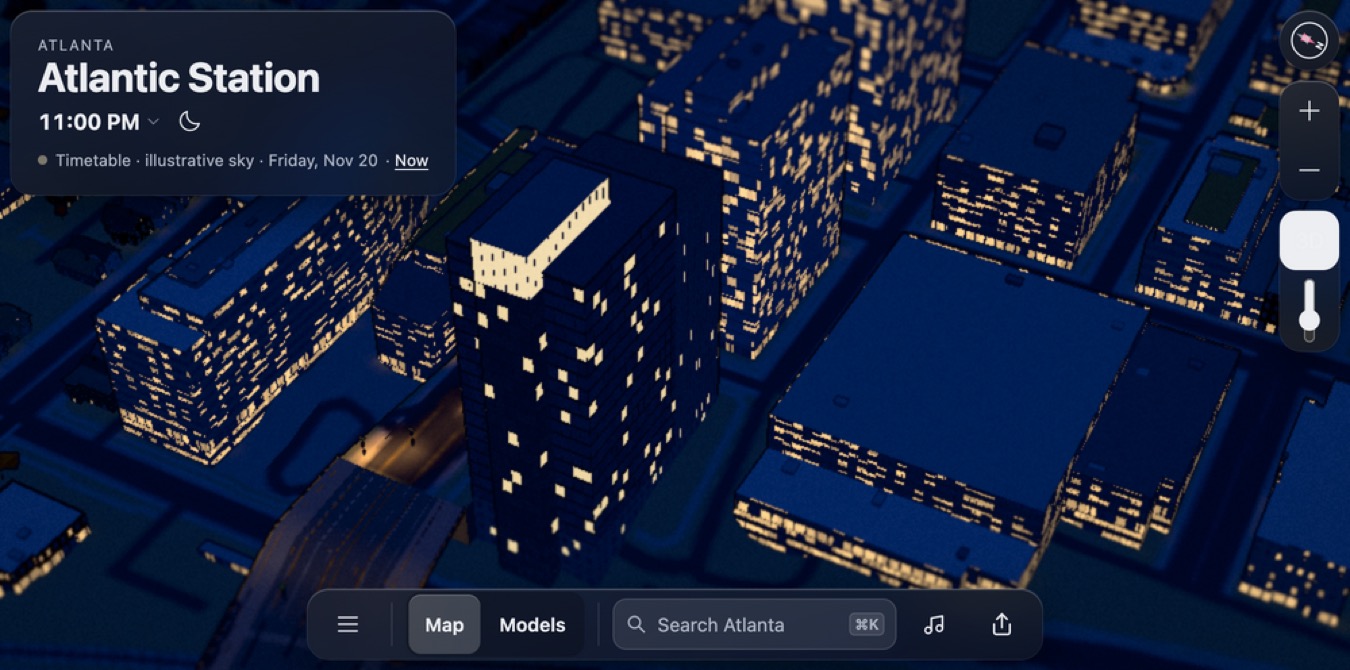 ATLANTA
Atlantic Station
11:00 PM
Timetable · illustrative sky · Friday, Nov 20 · Now
N
Map
Models
Search Atlanta
⌘K